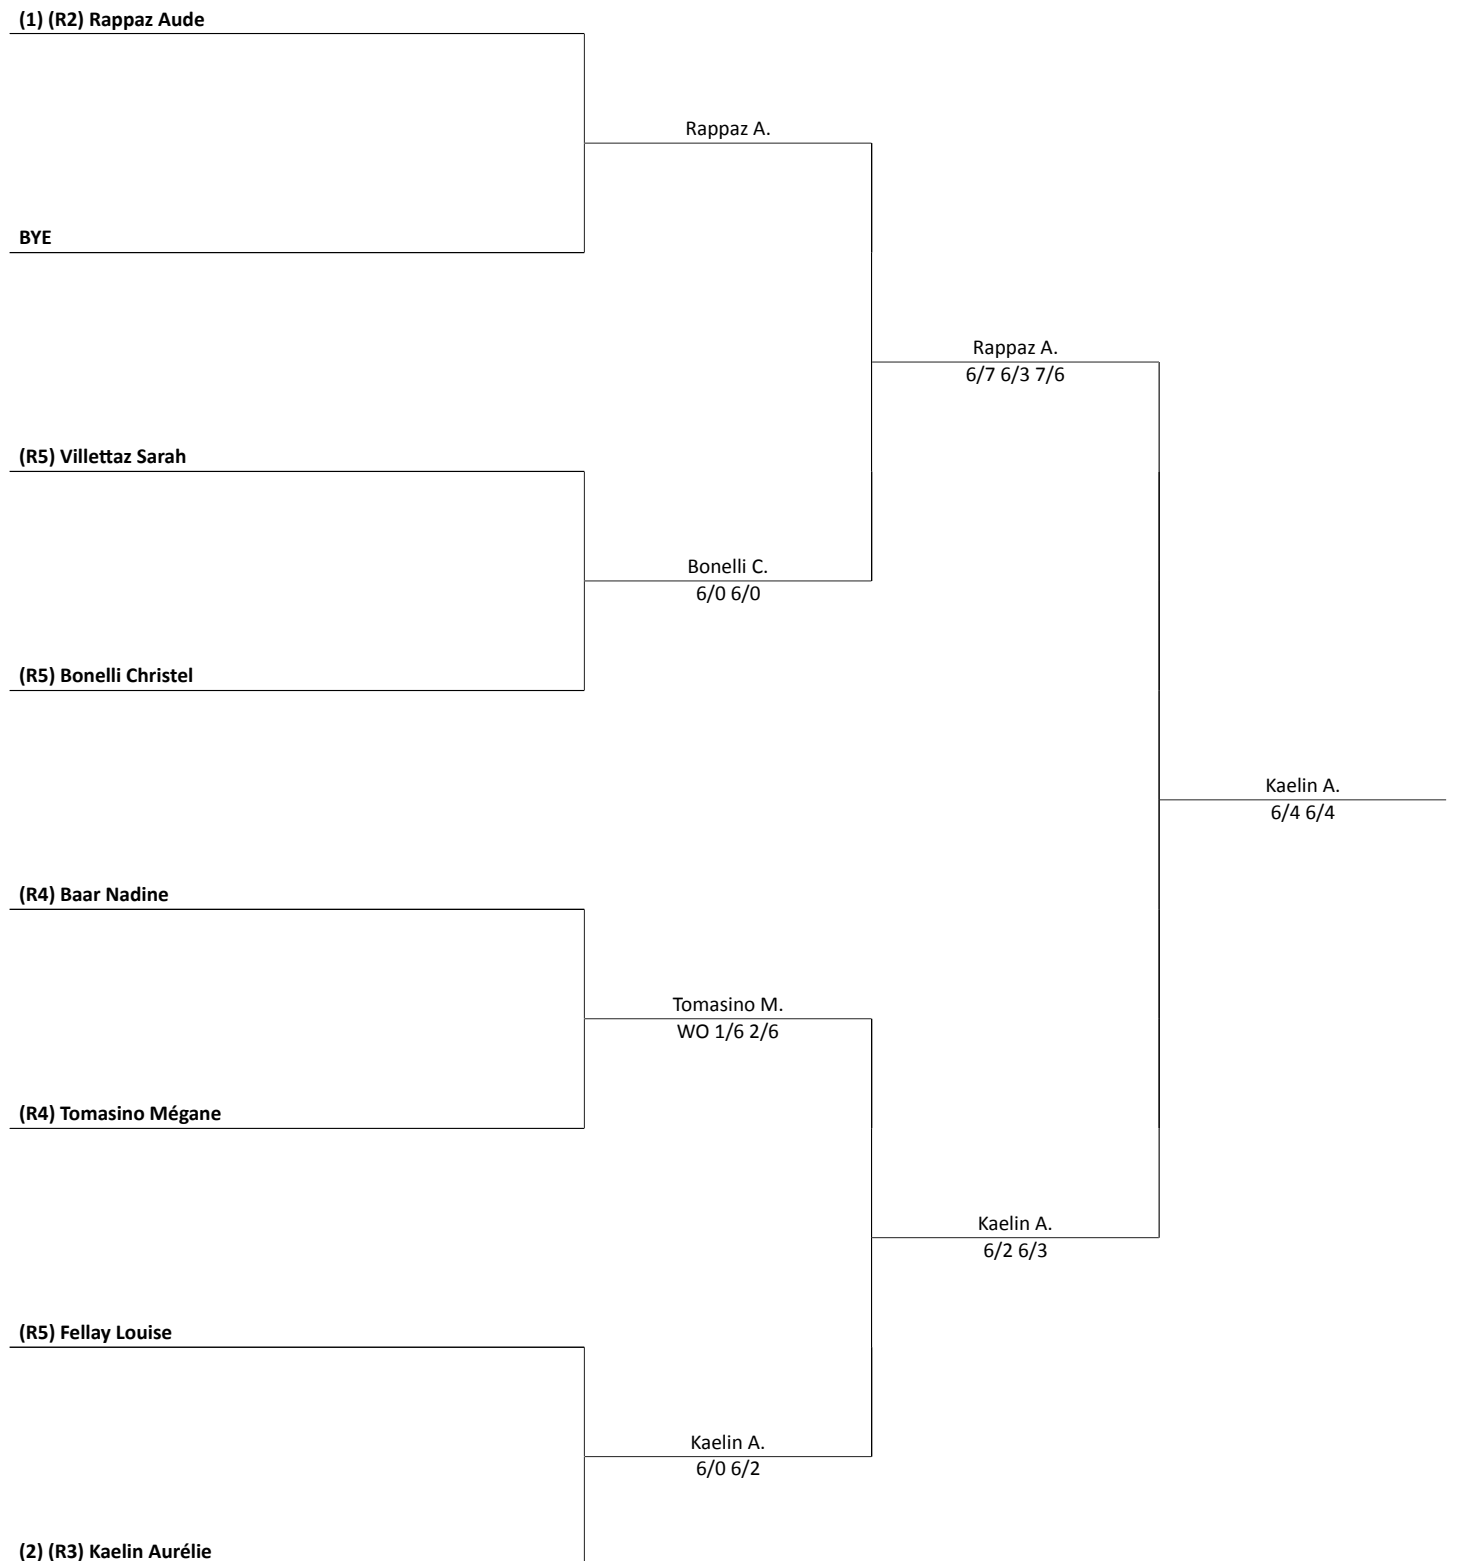 (1) (R2) Rappaz Aude
Rappaz A.
BYE
Rappaz A.
6/7 6/3 7/6
(R5) Villettaz Sarah
Bonelli C.
6/0 6/0
(R5) Bonelli Christel
Kaelin A.
6/4 6/4
(R4) Baar Nadine
Tomasino M.
WO 1/6 2/6
(R4) Tomasino Mégane
Kaelin A.
6/2 6/3
(R5) Fellay Louise
Kaelin A.
6/0 6/2
(2) (R3) Kaelin Aurélie